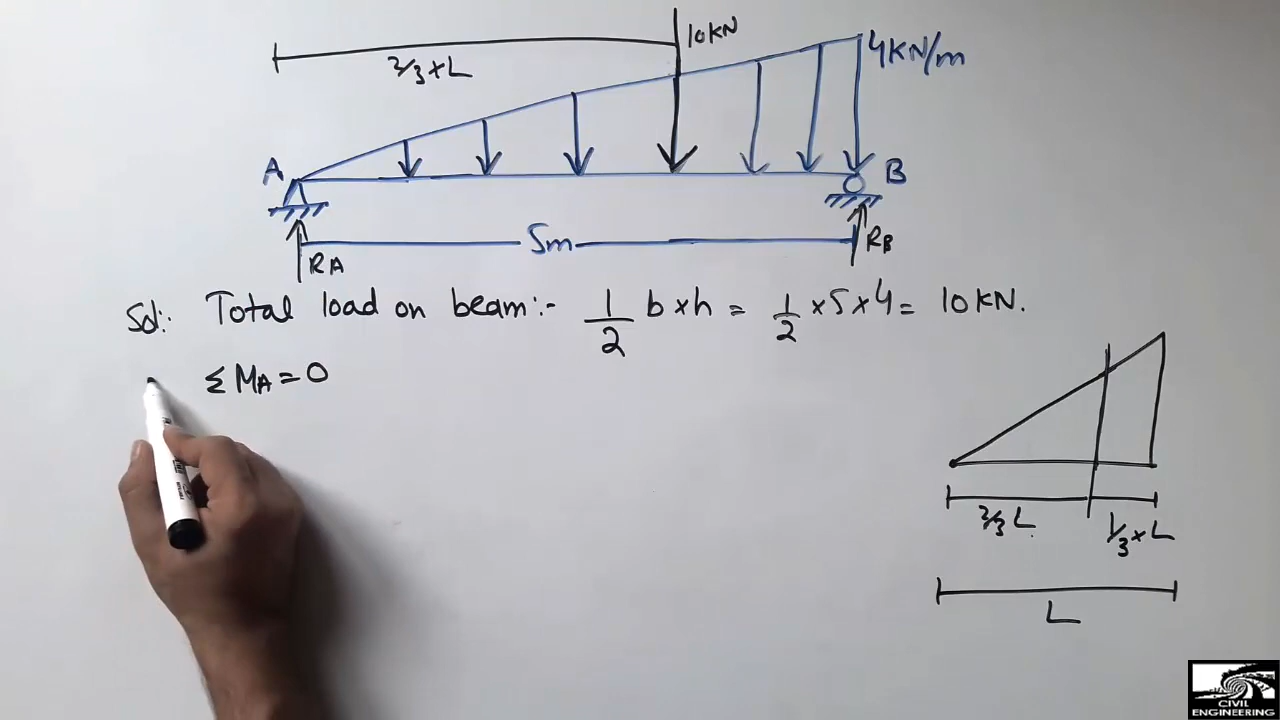 10KN
2/3 × L
4KN/m
A
B
5m
RA
RB
Sol:- Total load on beam:- 1/2 b×h = 1/2 ×5×4 = 10KN.
ΣMA=0
2/3 L
1/3 × L
L
CIVIL
ENGINEERING